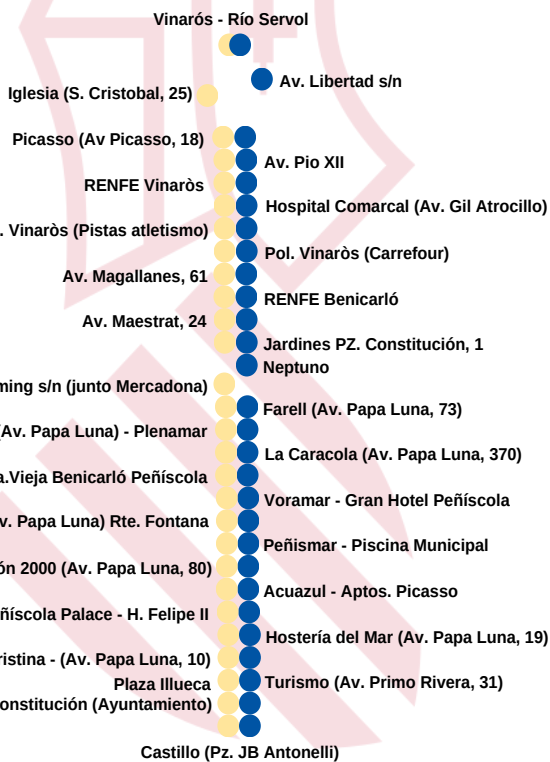 Vinarós - Río Servol
Av. Libertad s/n
Iglesia (S. Cristobal, 25)
Picasso (Av Picasso, 18)
Av. Pio XII
RENFE Vinaròs
Hospital Comarcal (Av. Gil Atrocillo)
. Vinaròs (Pistas atletismo)
Pol. Vinaròs (Carrefour)
Av. Magallanes, 61
RENFE Benicarló
Av. Maestrat, 24
Jardines PZ. Constitución, 1
Neptuno
s/n (junto Mercadona)
Farell (Av. Papa Luna, 73)
(Av. Papa Luna) - Plenamar
La Caracola (Av. Papa Luna, 370)
a.Vieja Benicarló Peñíscola
Voramar - Gran Hotel Peñíscola
v. Papa Luna) Rte. Fontana
Peñismar - Piscina Municipal
ón 2000 (Av. Papa Luna, 80)
Acuazul - Aptos. Picasso
ñíscola Palace - H. Felipe II
Hostería del Mar (Av. Papa Luna, 19)
ristina - (Av. Papa Luna, 10)
Plaza Illueca
Turismo (Av. Primo Rivera, 31)
onstitución (Ayuntamiento)
Castillo (Pz. JB Antonelli)